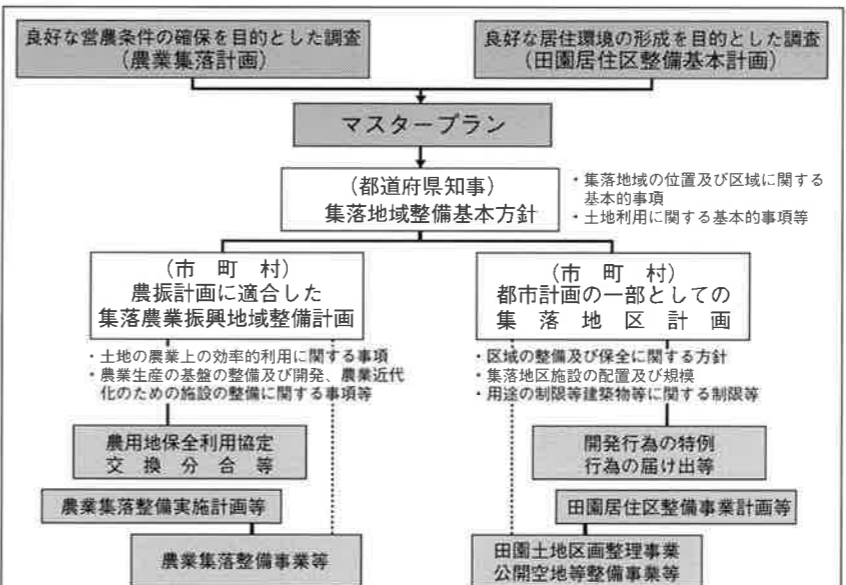 良好な営農条件の確保を目的とした調査
(農業集落計画)
良好な居住環境の形成を目的とした調査
(田園居住区整備基本計画)
マスタープラン
(都道府県知事)
集落地域整備基本方針
・集落地域の位置及び区域に関する
基本的事項
・土地利用に関する基本的事項等
(市 町 村)
農振計画に適合した
集落農業振興地域整備計画
(市 町 村)
都市計画の一部としての
集 落 地 区 計 画
・土地の農業上の効率的利用に関する事項
・農業生産の基盤の整備及び開発、農業近代
化のための施設の整備に関する事項等
・区域の整備及び保全に関する方針
・集落地区施設の配置及び規模
・用途の制限等建築物等に関する制限等
農用地保全利用協定
交 換 分 合 等
開発行為の特例
行為の届け出等
農業集落整備実施計画等
田園居住区整備事業計画等
農業集落整備事業等
田園土地区画整理事業
公開空地等整備事業等